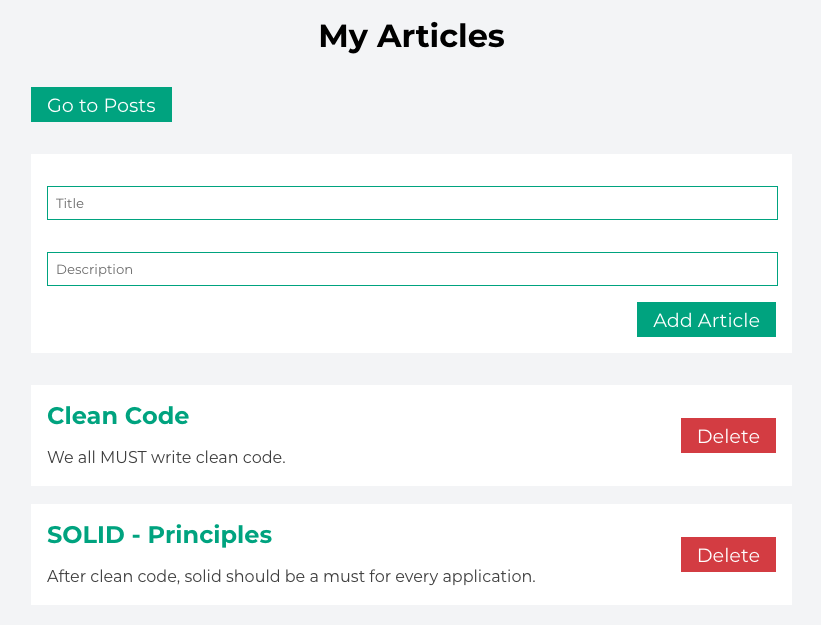 My Articles
Go to Posts
Title
Description
Add Article
Clean Code
Delete
We all MUST write clean code.
SOLID - Principles
Delete
After clean code, solid should be a must for every application.